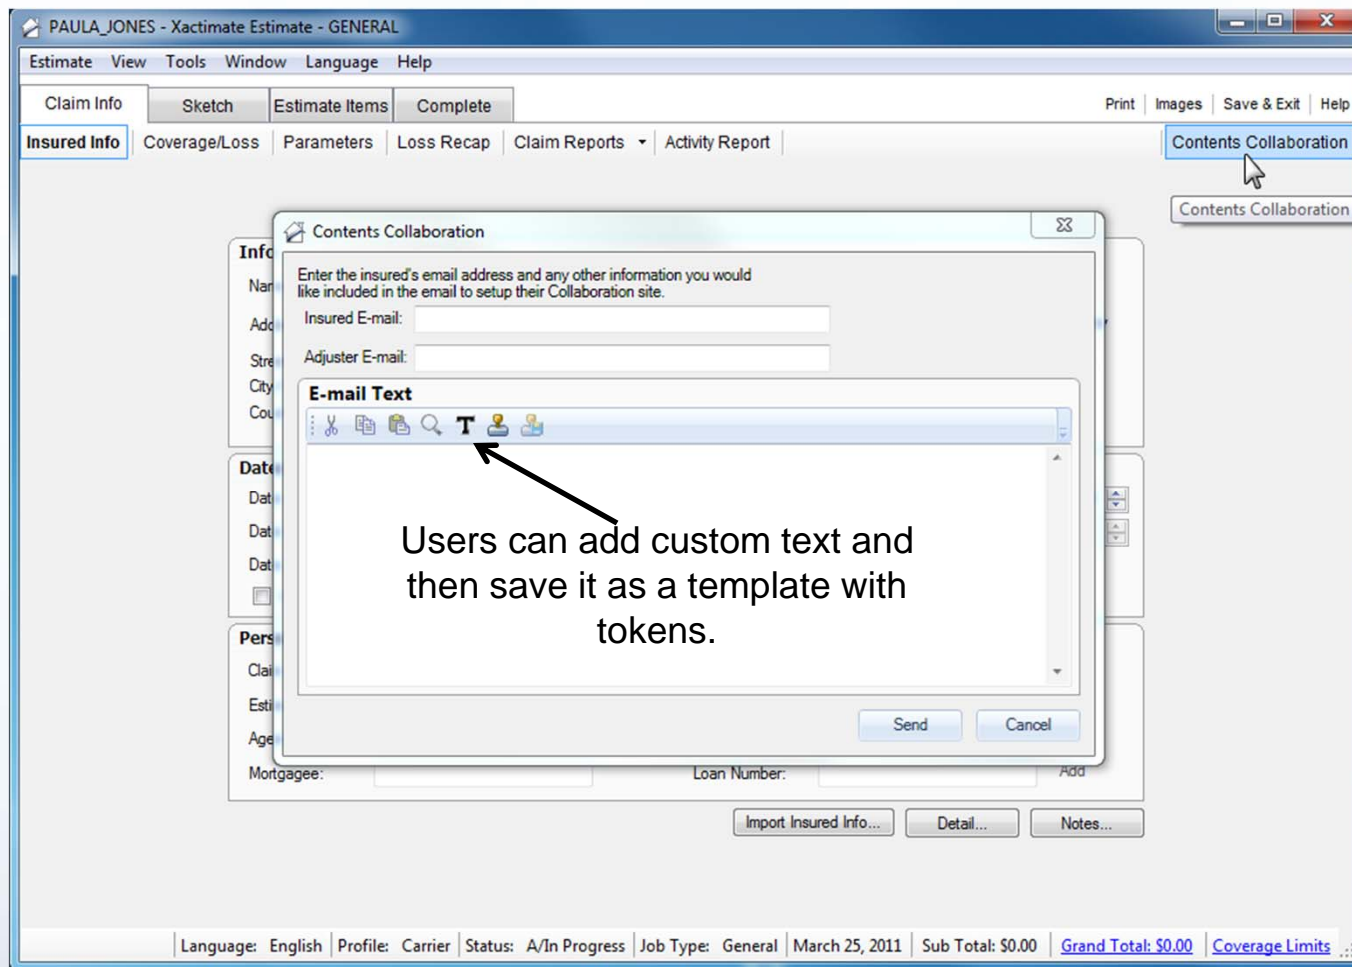 PAULA_JONES - Xactimate Estimate - GENERAL
Estimate View Tools Window Language Help
Claim Info Sketch Estimate Items Complete Print Images Save & Exit Help
Insured Info Coverage/Loss Parameters Loss Recap Claim Reports Activity Report Contents Collaboration
Contents Collaboration
Contents Collaboration
Enter the insured's email address and any other information you would
like included in the email to setup their Collaboration site.
Insured E-mail:
Adjuster E-mail:
E-mail Text
T
Users can add custom text and
then save it as a template with
tokens.
Send Cancel
Mortgagee: Loan Number: Add
Import Insured Info... Detail... Notes...
Language: English Profile: Carrier Status: A/In Progress Job Type: General March 25, 2011 Sub Total: $0.00 Grand Total: $0.00 Coverage Limits